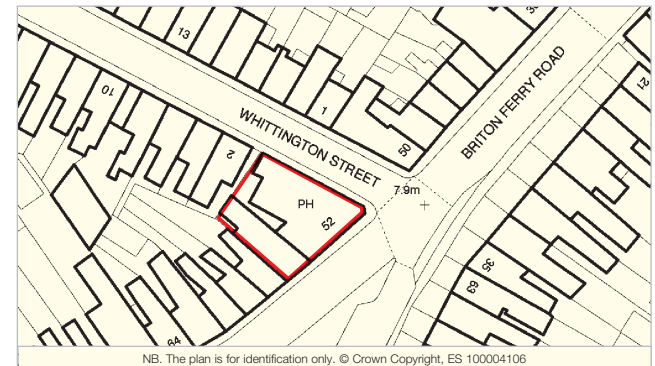 13
10
1
WHITTINGTON STREET
BRITON FERRY ROAD
21
50
2
7.9m
PH
52
35
63
64
NB. The plan is for identification only. © Crown Copyright, ES 100004106